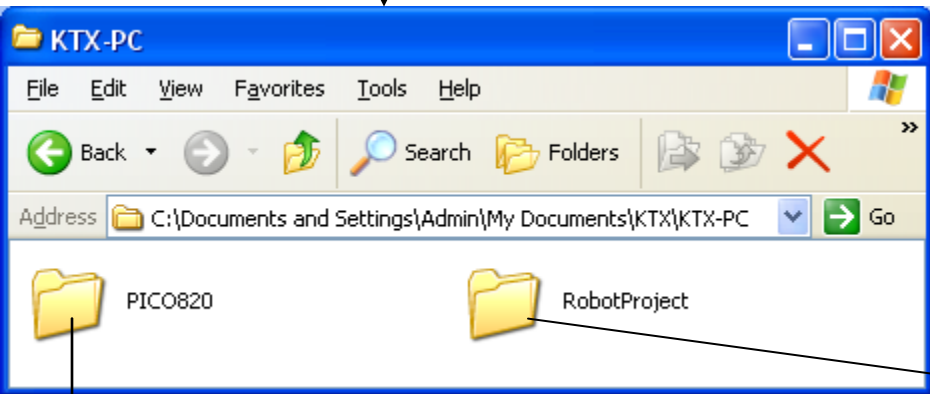 KTX-PC
File Edit View Favorites Tools Help
Back Search Folders »
Address C:\Documents and Settings\Admin\My Documents\KTX\KTX-PC Go
PICO820 RobotProject